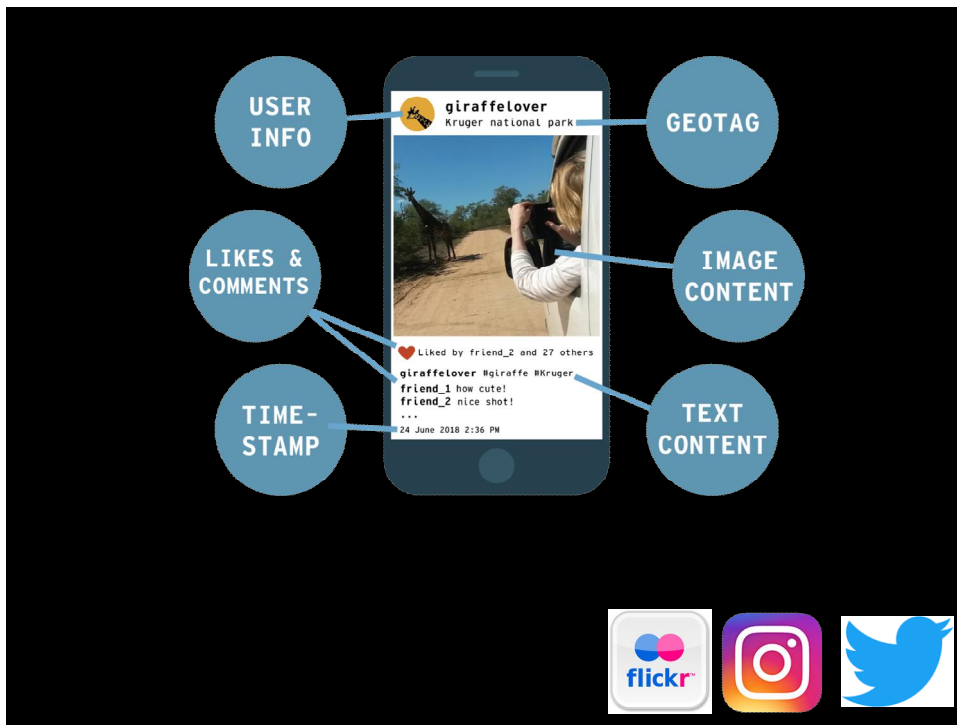 USER
INFO
giraffelover
Kruger national park
GEOTAG
LIKES &
COMMENTS
IMAGE
CONTENT
Liked by friend_2 and 27 others
giraffelover #giraffe #Kruger
friend_1 how cute!
friend_2 nice shot!
...
24 June 2018 2:36 PM
TIME-
STAMP
TEXT
CONTENT
flickr™